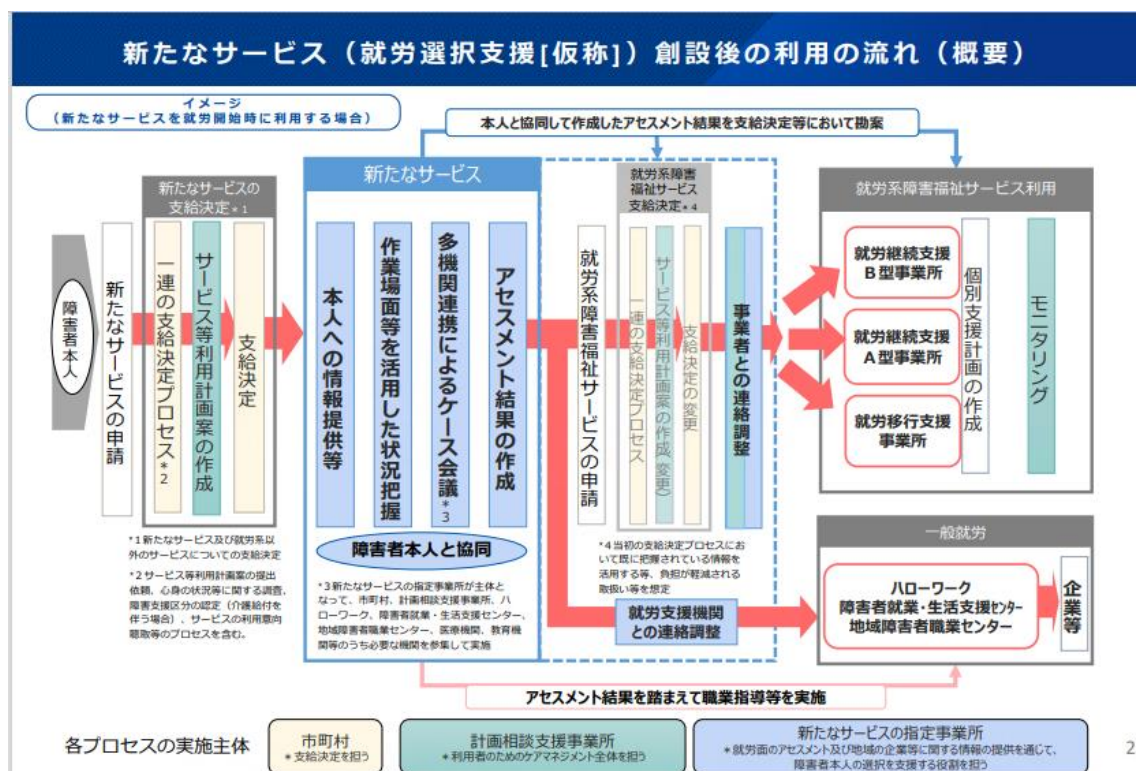 新たなサービス（就労選択支援[仮称]）創設後の利用の流れ（概要）
イメージ
（新たなサービスを就労開始時に利用する場合）
本人と協同して作成したアセスメント結果を支給決定等において勘案
障害者本人
新たなサービスの申請
新たなサービスの
支給決定*1
一連の支給決定プロセス*2
サービス等利用計画案の作成
支給決定
*1新たなサービス及び就労系以
外のサービスについての支給決定
*2サービス等利用計画案の提出
依頼、心身の状況等に関する調査、
障害支援区分の認定（介護給付を
伴う場合）、サービスの利用意向
聴取等のプロセスを含む。
新たなサービス
本人への情報提供等
作業場面等を活用した状況把握
多機関連携によるケース会議*3
アセスメント結果の作成
障害者本人と協同
*3新たなサービスの指定事業所が主体と
なって、市町村、計画相談支援事業所、ハ
ローワーク、障害者就業・生活支援センター、
地域障害者職業センター、医療機関、教育機
関等のうち必要な機関を参集して実施
就労系障害福祉サービスの申請
就労系障害
福祉サービス
支給決定*4
一連の支給決定プロセス
サービス等利用計画案の作成（変更）
支給決定の変更
事業者との連絡調整
*4当初の支給決定プロセスにお
いて既に把握されている情報を
活用する等、負担が軽減される
取扱い等を想定
就労支援機関
との連絡調整
就労系障害福祉サービス利用
就労継続支援
B型事業所
就労継続支援
A型事業所
就労移行支援
事業所
個別支援計画の作成
モニタリング
一般就労
ハローワーク
障害者就業・生活支援センター
地域障害者職業センター
企業等
アセスメント結果を踏まえて職業指導等を実施
各プロセスの実施主体
市町村
*支給決定を担う
計画相談支援事業所
*利用者のためのケアマネジメント全体を担う
新たなサービスの指定事業所
*就労面のアセスメント及び地域の企業等に関する情報の提供を通じて、
障害者本人の選択を支援する役割を担う
2